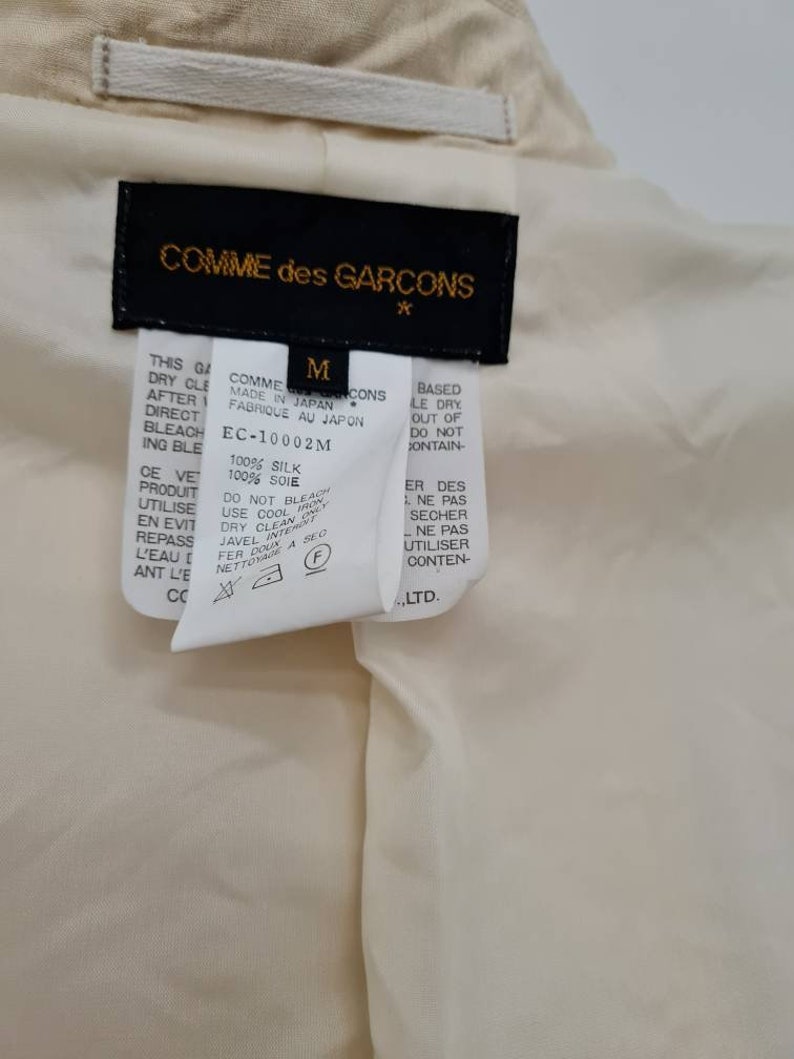 COMME des GARCONS
*
M
COMME des GARCONS
MADE IN JAPAN *
FABRIQUE AU JAPON
EC-10002M
100% SILK
100% SOIE
DO NOT BLEACH
USE COOL IRON
DRY CLEAN ONLY
JAVEL INTERDIT
FER DOUX
NETTOYAGE A SEC
F
THIS GA BASED
DRY CLE LE DRY.
AFTER OUT OF
DIRECT DO NOT
BLEACH CONTAIN-
ING BLE
CE VE ER DES
PRODUIT . NE PAS
UTILISE SECHER
EN EVIT NE PAS
REPASS UTILISER
L'EAU D CONTEN-
ANT L'E
CO .,LTD.